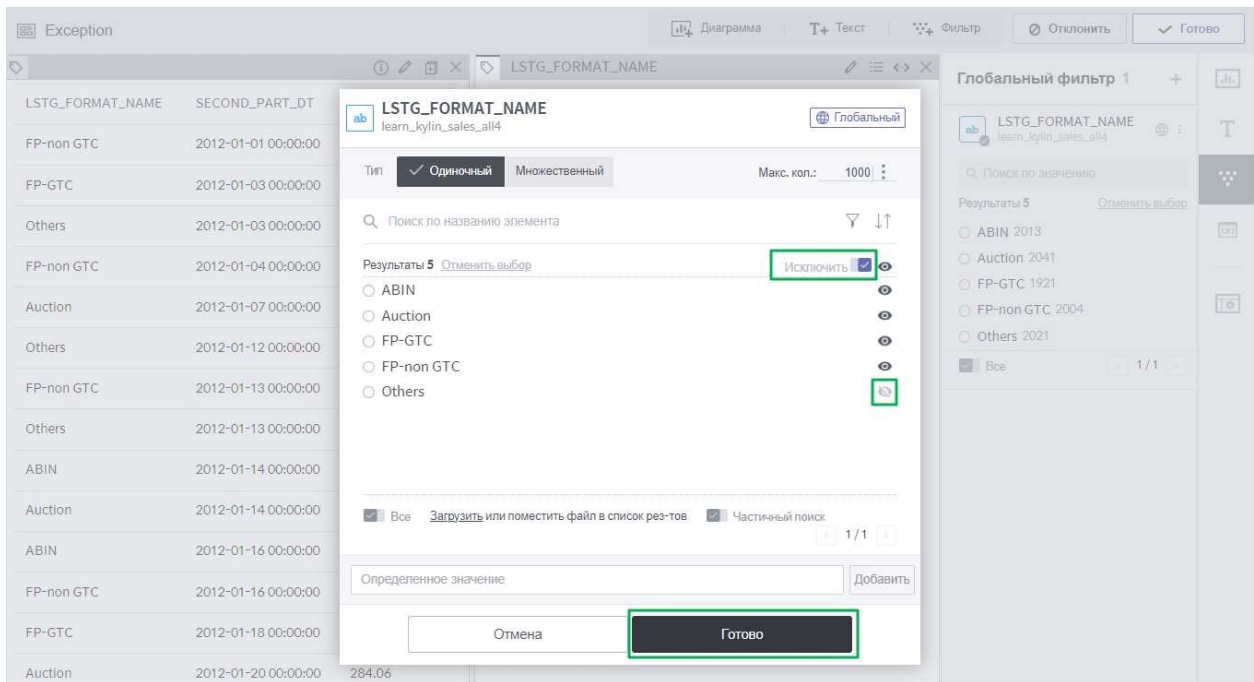 Exception
Диаграмма
T+ Текст
Фильтр
Отклонить
Готово
LSTG_FORMAT_NAME
Глобальный фильтр 1 +
LSTG_FORMAT_NAME SECOND_PART_DT
FP-non GTC 2012-01-01 00:00:00
FP-GTC 2012-01-03 00:00:00
Others 2012-01-03 00:00:00
FP-non GTC 2012-01-04 00:00:00
Auction 2012-01-07 00:00:00
Others 2012-01-12 00:00:00
FP-non GTC 2012-01-13 00:00:00
Others 2012-01-13 00:00:00
ABIN 2012-01-14 00:00:00
Auction 2012-01-14 00:00:00
ABIN 2012-01-16 00:00:00
FP-non GTC 2012-01-16 00:00:00
FP-GTC 2012-01-18 00:00:00
Auction 2012-01-20 00:00:00 284.06
ab LSTG_FORMAT_NAME
learn_kylin_sales_all4
Глобальный
Тип Одиночный Множественный Макс. кол.: 1000
Поиск по названию элемента
Результаты 5 Отменить выбор Исключить
ABIN
Auction
FP-GTC
FP-non GTC
Others
Все Загрузить или поместить файл в список рез-тов Частичный поиск
1 / 1
Определенное значение Добавить
Отмена Готово
ab LSTG_FORMAT_NAME
learn_kylin_sales_all4
Поиск по значению
Результаты 5 Отменить выбор
ABIN 2013
Auction 2041
FP-GTC 1921
FP-non GTC 2004
Others 2021
Все 1 / 1
T